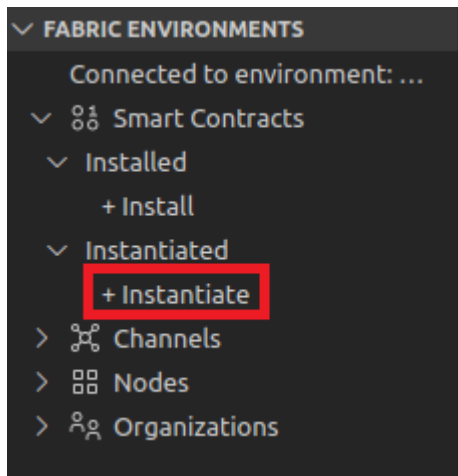 FABRIC ENVIRONMENTS
Connected to environment: ...
Smart Contracts
Installed
+ Install
Instantiated
+ Instantiate
Channels
Nodes
Organizations